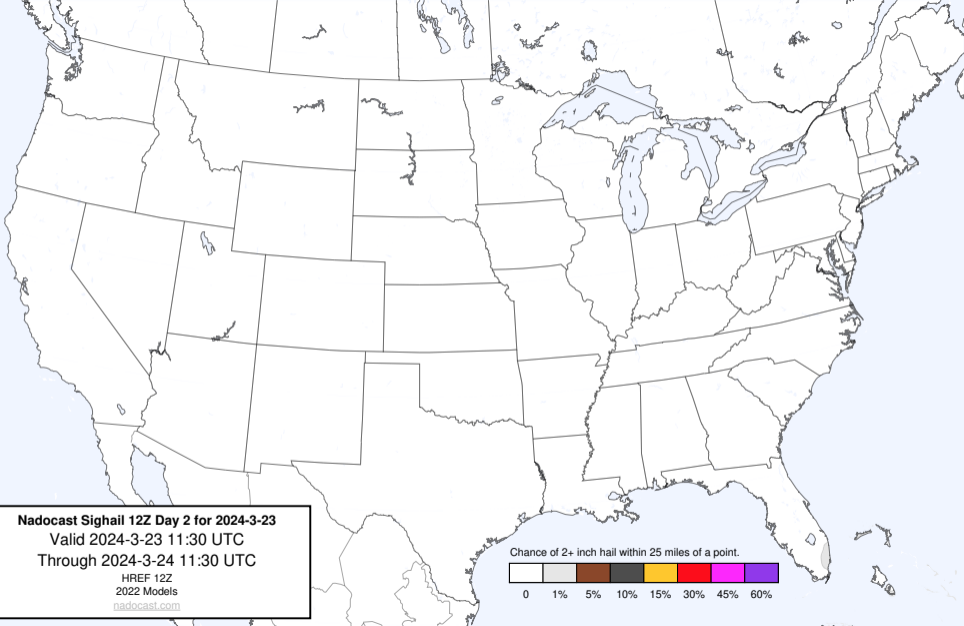 Nadocast Sighail 12Z Day 2 for 2024-3-23
Valid 2024-3-23 11:30 UTC
Through 2024-3-24 11:30 UTC
HREF 12Z
2022 Models
nadocast.com
Chance of 2+ inch hail within 25 miles of a point.
0 1% 5% 10% 15% 30% 45% 60%